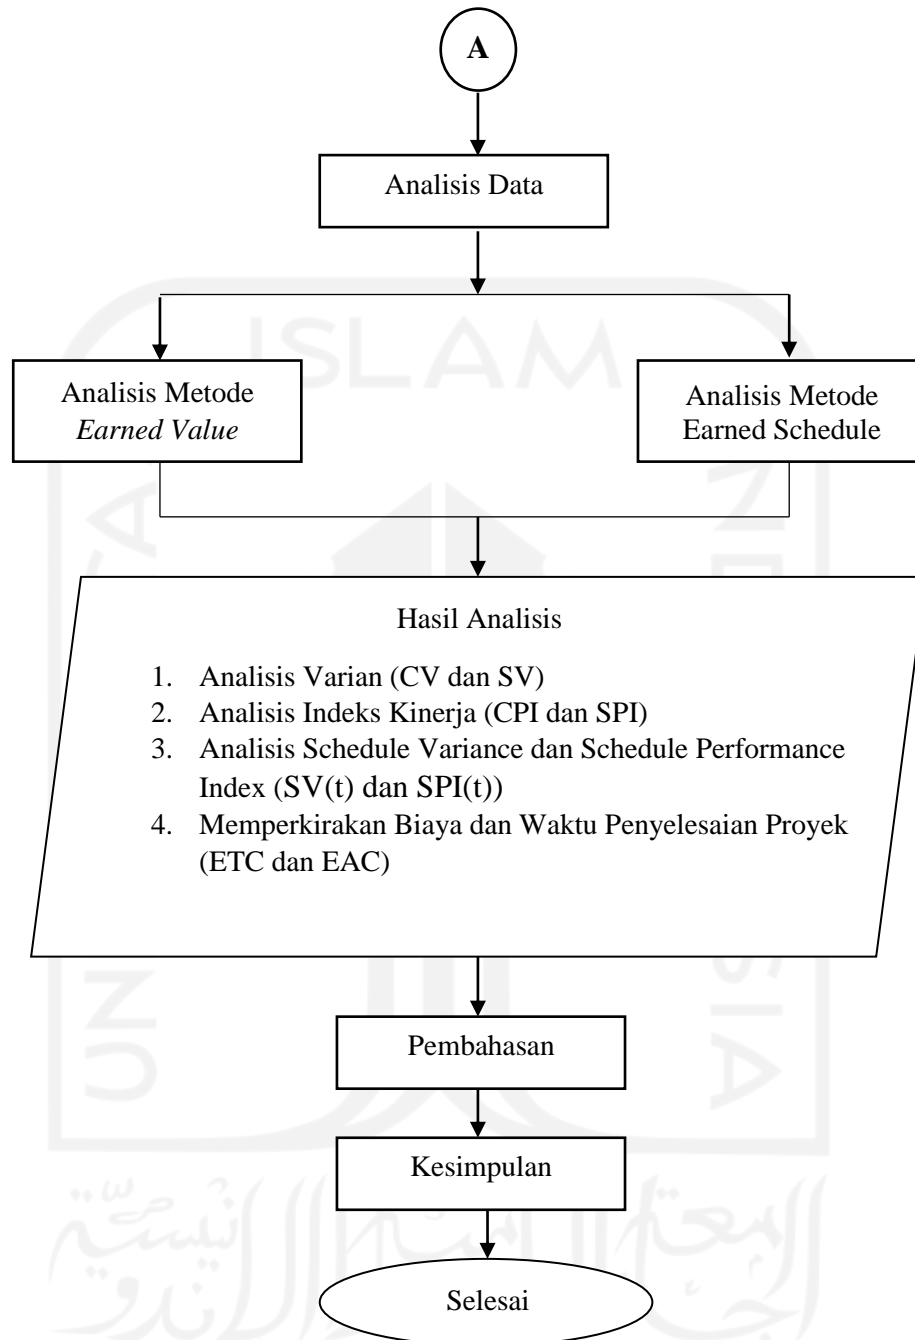 A
Analisis Data
Analisis Metode
Earned Value
Analisis Metode
Earned Schedule
Hasil Analisis
1. Analisis Varian (CV dan SV)
2. Analisis Indeks Kinerja (CPI dan SPI)
3. Analisis Schedule Variance dan Schedule Performance
Index (SV(t) dan SPI(t))
4. Memperkirakan Biaya dan Waktu Penyelesaian Proyek
(ETC dan EAC)
Pembahasan
Kesimpulan
Selesai
ISLAM